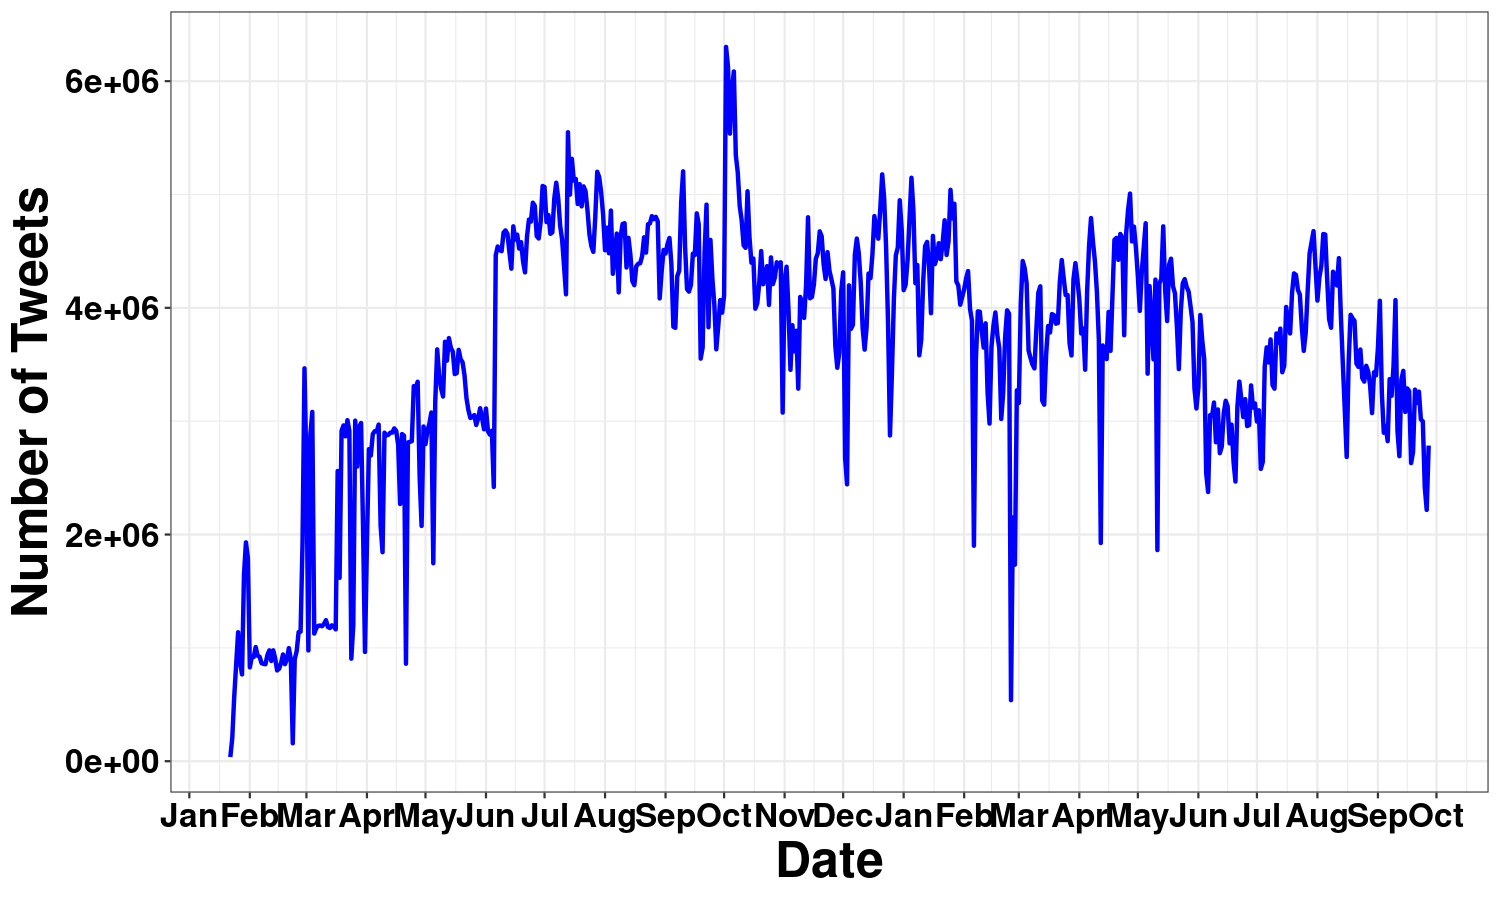 Number of Tweets
6e+06
4e+06
2e+06
0e+00
Jan Feb Mar Apr May Jun Jul Aug Sep Oct Nov Dec Jan Feb Mar Apr May Jun Jul Aug Sep Oct
Date